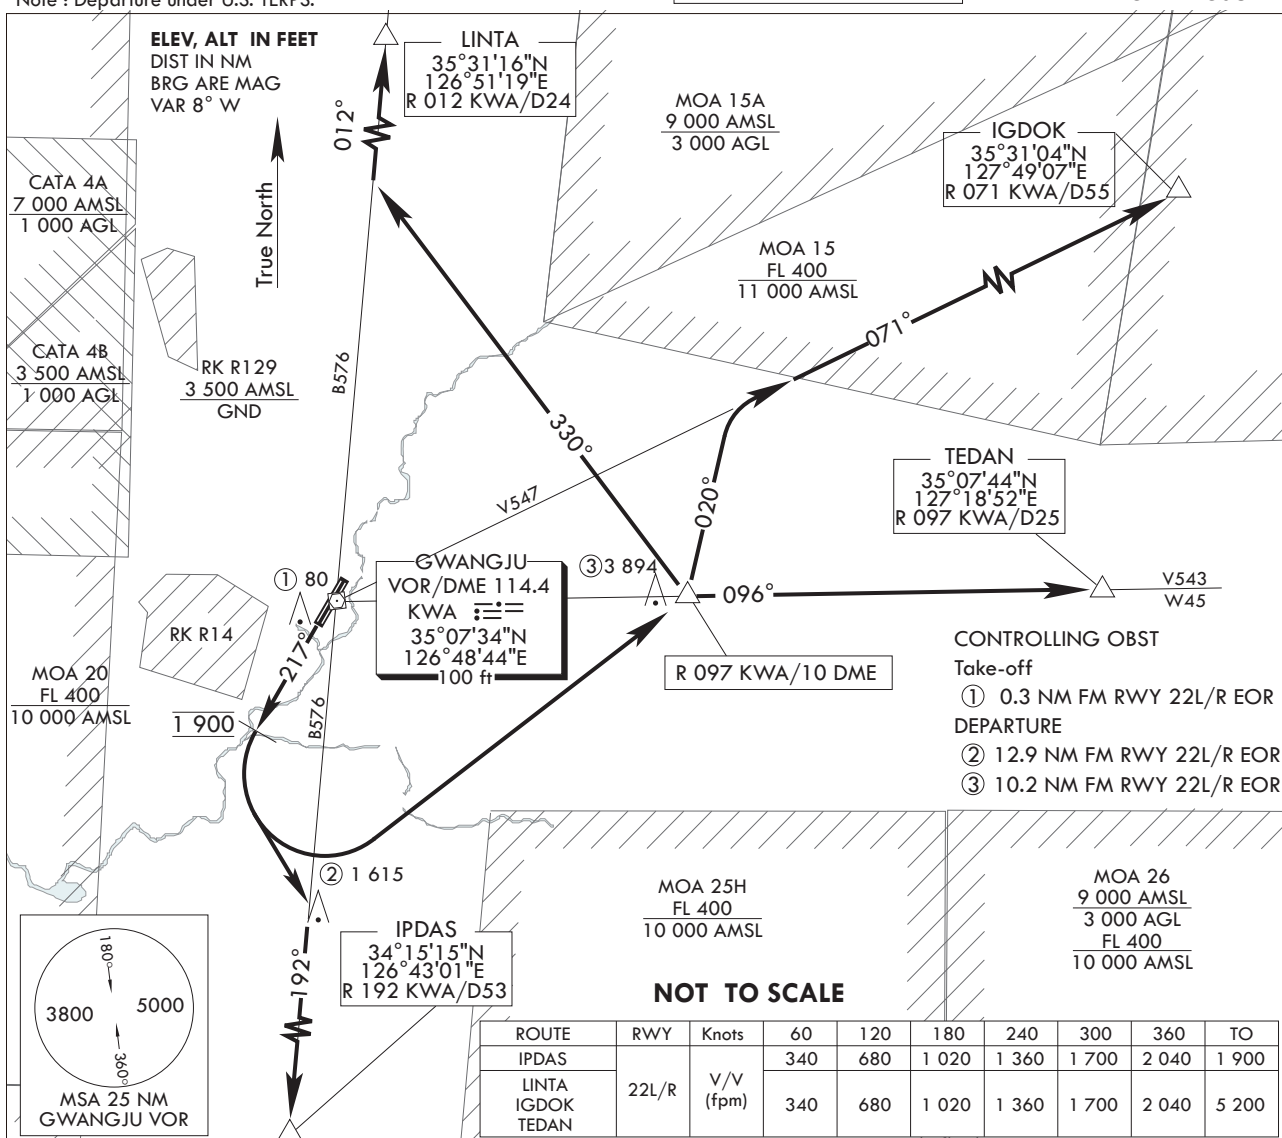 Note : Departure under U.S. TERPS.
ELEV, ALT IN FEET
DIST IN NM
BRG ARE MAG
VAR 8° W
LINTA
35°31'16"N
126°51'19"E
R 012 KWA/D24
012°
True North
MOA 15A
9 000 AMSL
3 000 AGL
IGDOK
35°31'04"N
127°49'07"E
R 071 KWA/D55
CATA 4A
7 000 AMSL
1 000 AGL
MOA 15
FL 400
11 000 AMSL
071°
CATA 4B
3 500 AMSL
1 000 AGL
RK R129
3 500 AMSL
GND
B576
330°
V547
020°
TEDAN
35°07'44"N
127°18'52"E
R 097 KWA/D25
① 80
GWANGJU
VOR/DME 114.4
KWA
35°07'34"N
126°48'44"E
100 ft
③3 894
096°
V543
W45
RK R14
217°
R 097 KWA/10 DME
MOA 20
FL 400
10 000 AMSL
1 900
B576
CONTROLLING OBST
Take-off
① 0.3 NM FM RWY 22L/R EOR
DEPARTURE
② 12.9 NM FM RWY 22L/R EOR
③ 10.2 NM FM RWY 22L/R EOR
② 1 615
MOA 25H
FL 400
10 000 AMSL
MOA 26
9 000 AMSL
3 000 AGL
FL 400
10 000 AMSL
IPDAS
34°15'15"N
126°43'01"E
R 192 KWA/D53
192°
180°
3800 5000
360°
MSA 25 NM
GWANGJU VOR
NOT TO SCALE
ROUTE RWY Knots 60 120 180 240 300 360 TO
IPDAS 22L/R V/V (fpm) 340 680 1 020 1 360 1 700 2 040 1 900
LINTA IGDOK TEDAN 340 680 1 020 1 360 1 700 2 040 5 200